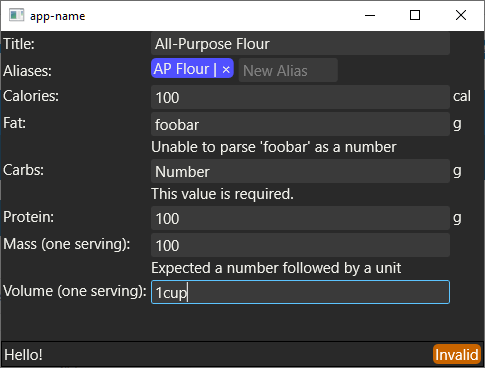 app-name
Title: All-Purpose Flour
Aliases: AP Flour | × New Alias
Calories: 100 cal
Fat: foobar g
Unable to parse 'foobar' as a number
Carbs: Number g
This value is required.
Protein: 100 g
Mass (one serving): 100
Expected a number followed by a unit
Volume (one serving): 1cup
Hello! Invalid